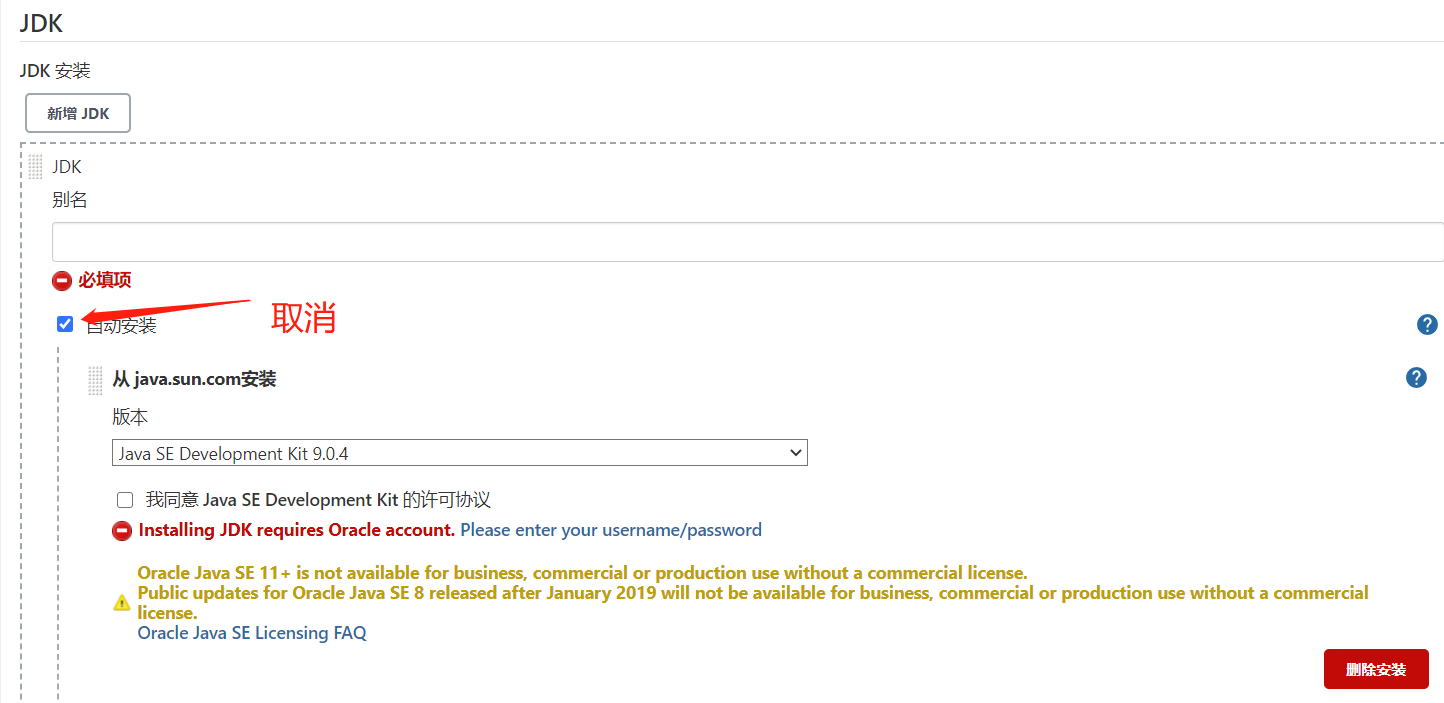 JDK
JDK 安装
新增 JDK
JDK
别名
必填项
自动安装
取消
?
从 java.sun.com安装
?
版本
Java SE Development Kit 9.0.4
我同意 Java SE Development Kit 的许可协议
Installing JDK requires Oracle account. Please enter your username/password
Oracle Java SE 11+ is not available for business, commercial or production use without a commercial license.
Public updates for Oracle Java SE 8 released after January 2019 will not be available for business, commercial or production use without a commercial
license.
Oracle Java SE Licensing FAQ
删除安装